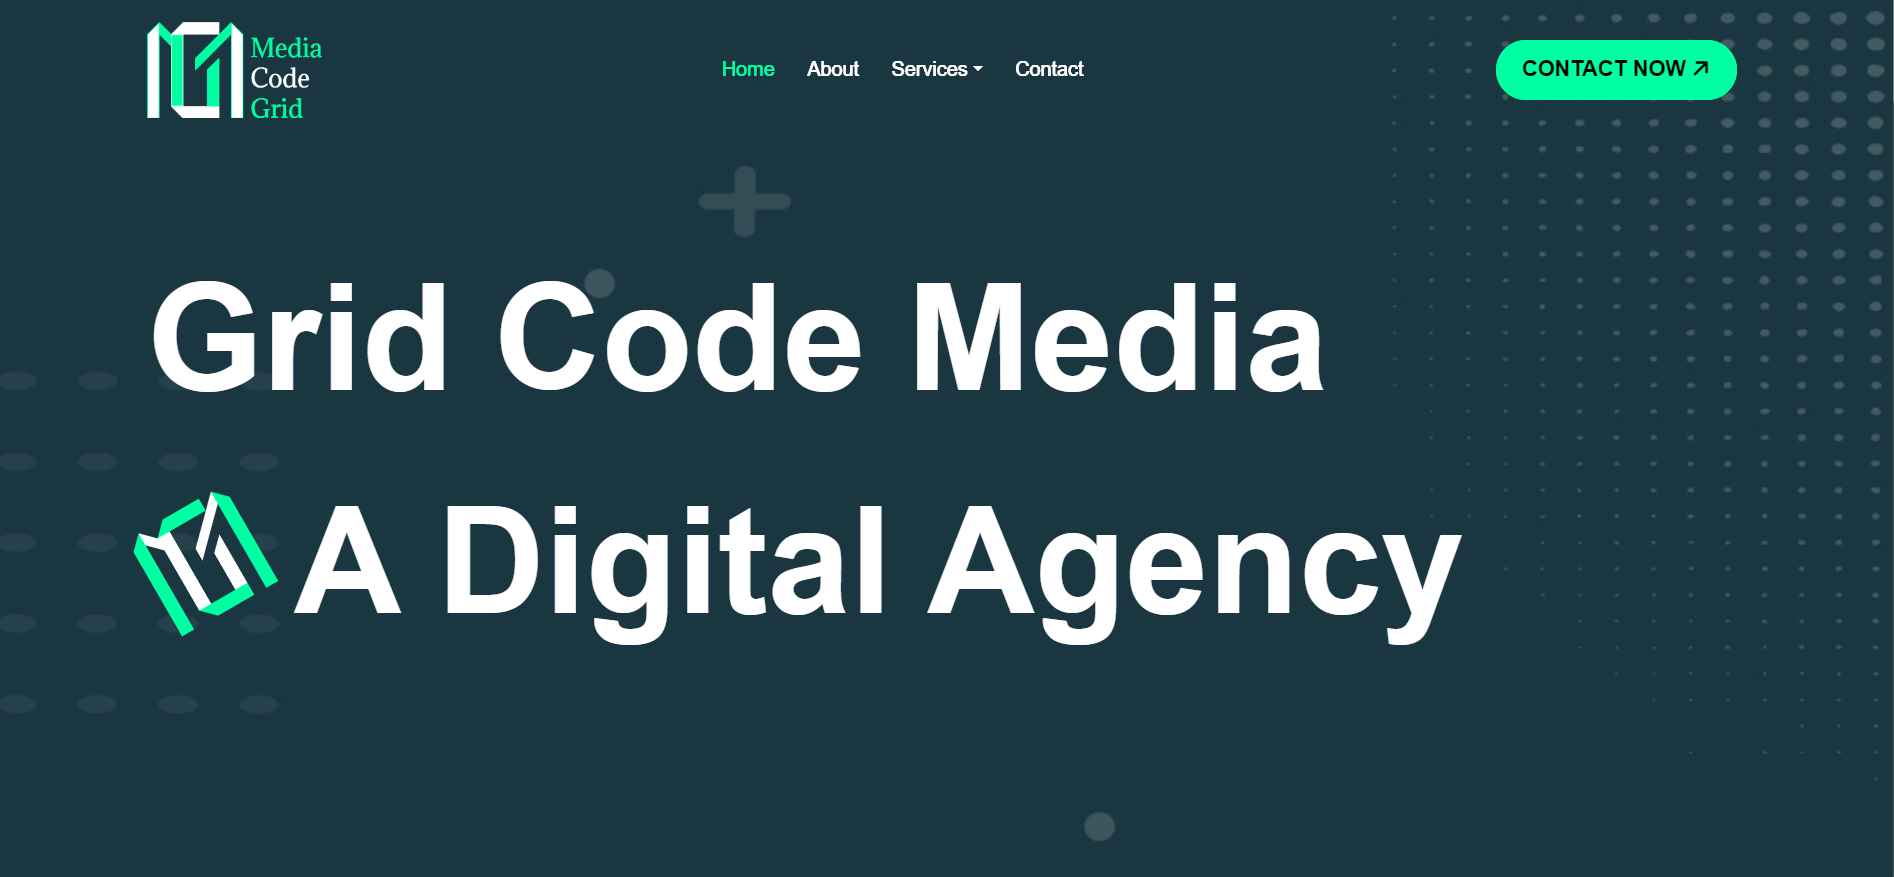 Media
Code
Grid
Home
About
Services
Contact
CONTACT NOW
Grid Code Media
A Digital Agency